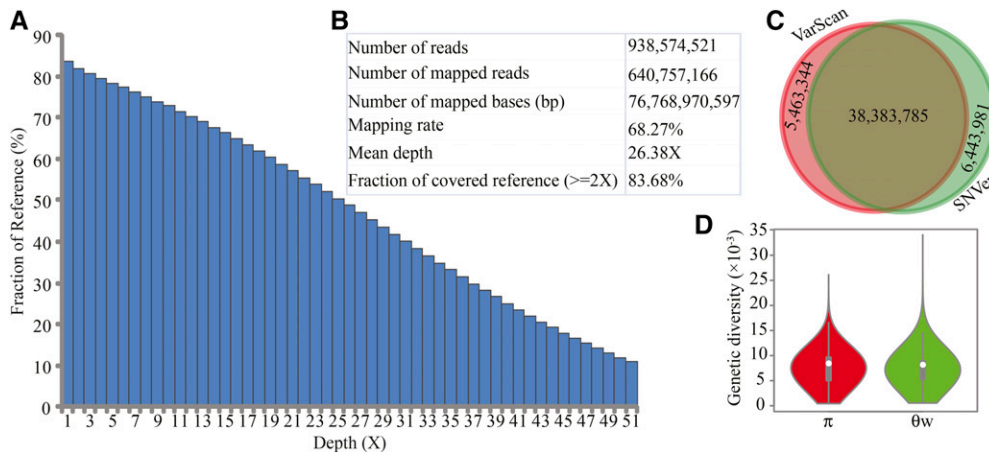 A
Fraction of Reference (%)
90
80
70
60
50
40
30
20
10
0
1 3 5 7 9 11 13 15 17 19 21 23 25 27 29 31 33 35 37 39 41 43 45 47 49 51
Depth (X)
B
Number of reads 938,574,521
Number of mapped reads 640,757,166
Number of mapped bases (bp) 76,768,970,597
Mapping rate 68.27%
Mean depth 26.38X
Fraction of covered reference (>=2X) 83.68%
C
VarScan
5,463,344
38,383,785
6,443,981
D
Genetic diversity (×10⁻³)
35
30
25
20
15
10
5
0
π θw